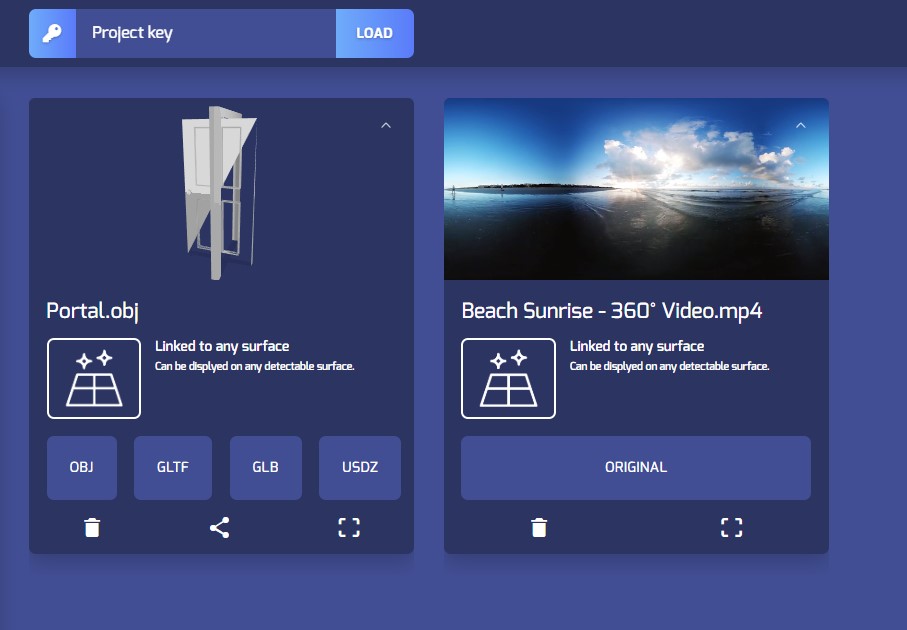 Project key
LOAD
Portal.obj
Linked to any surface
Can be displyed on any detectable surface.
OBJ
GLTF
GLB
USDZ
Beach Sunrise - 360° Video.mp4
Linked to any surface
Can be displyed on any detectable surface.
ORIGINAL